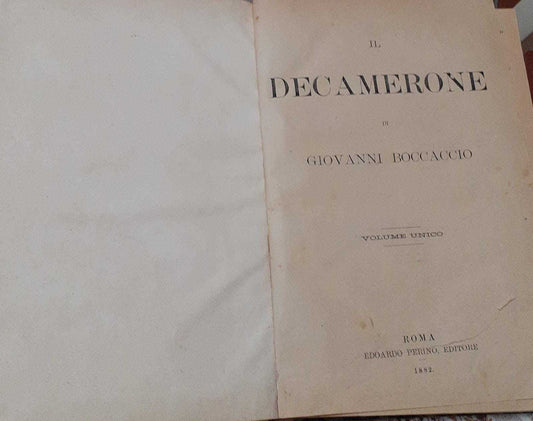 IL
DECAMERONE
DI
GIOVANNI BOCCACCIO
VOLUME UNICO
ROMA
EDOARDO PERINO, EDITORE
1882.